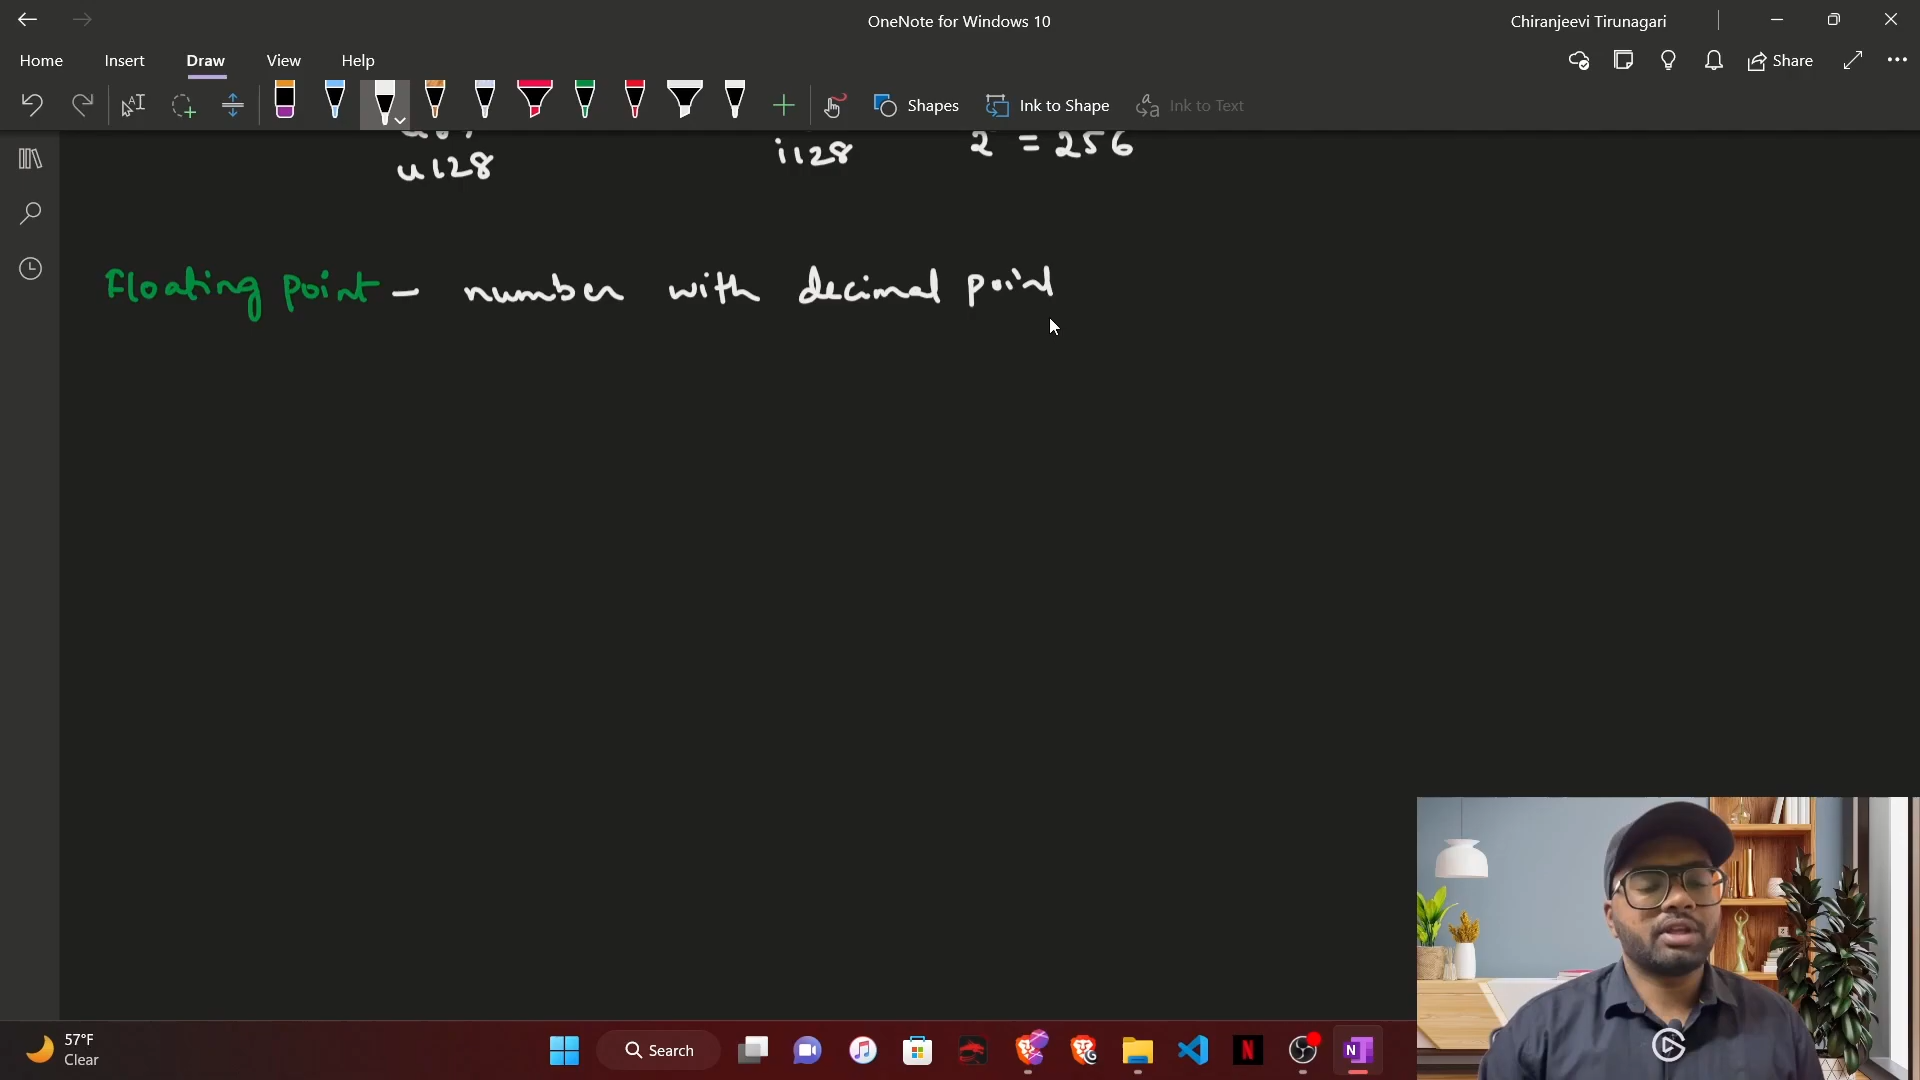 OneNote for Windows 10
Chiranjeevi Tirunagari
Home Insert Draw View Help
Share
Shapes Ink to Shape Ink to Text
u128
i128
2 = 256
Floating point - number with decimal point
57°F
Clear
Search